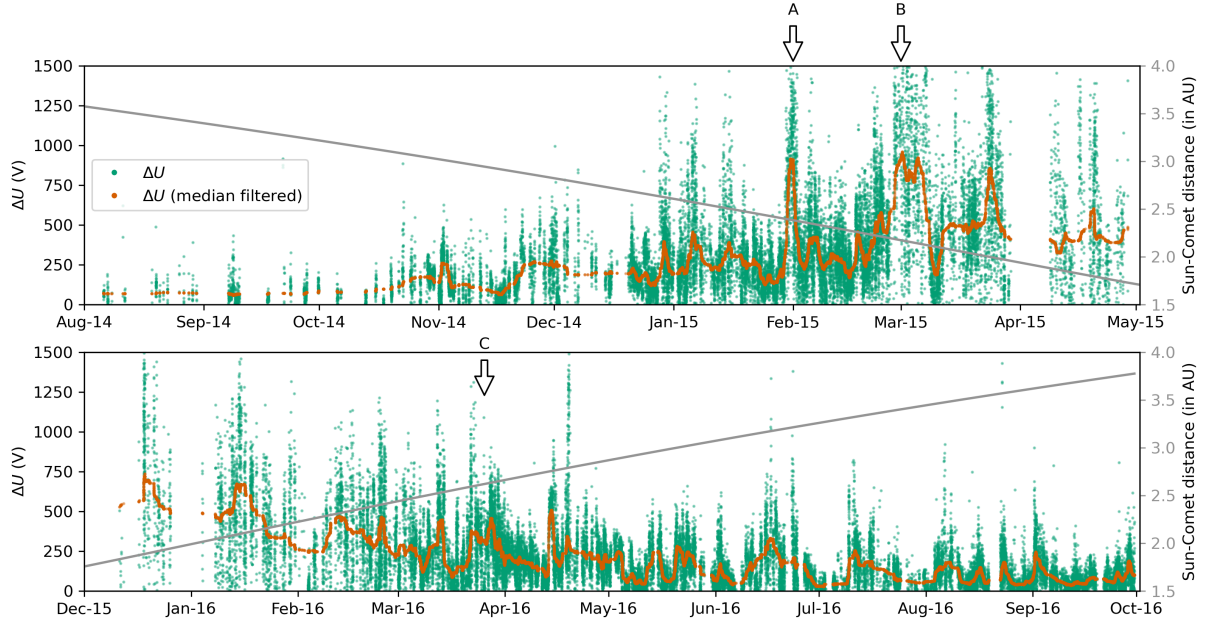 A
B
1500
1250
1000
750
500
250
0
ΔU (V)
ΔU
ΔU (median filtered)
4.0
3.5
3.0
2.5
2.0
1.5
Sun-Comet distance (in AU)
Aug-14 Sep-14 Oct-14 Nov-14 Dec-14 Jan-15 Feb-15 Mar-15 Apr-15 May-15
C
1500
1250
1000
750
500
250
0
ΔU (V)
4.0
3.5
3.0
2.5
2.0
1.5
Sun-Comet distance (in AU)
Dec-15 Jan-16 Feb-16 Mar-16 Apr-16 May-16 Jun-16 Jul-16 Aug-16 Sep-16 Oct-16